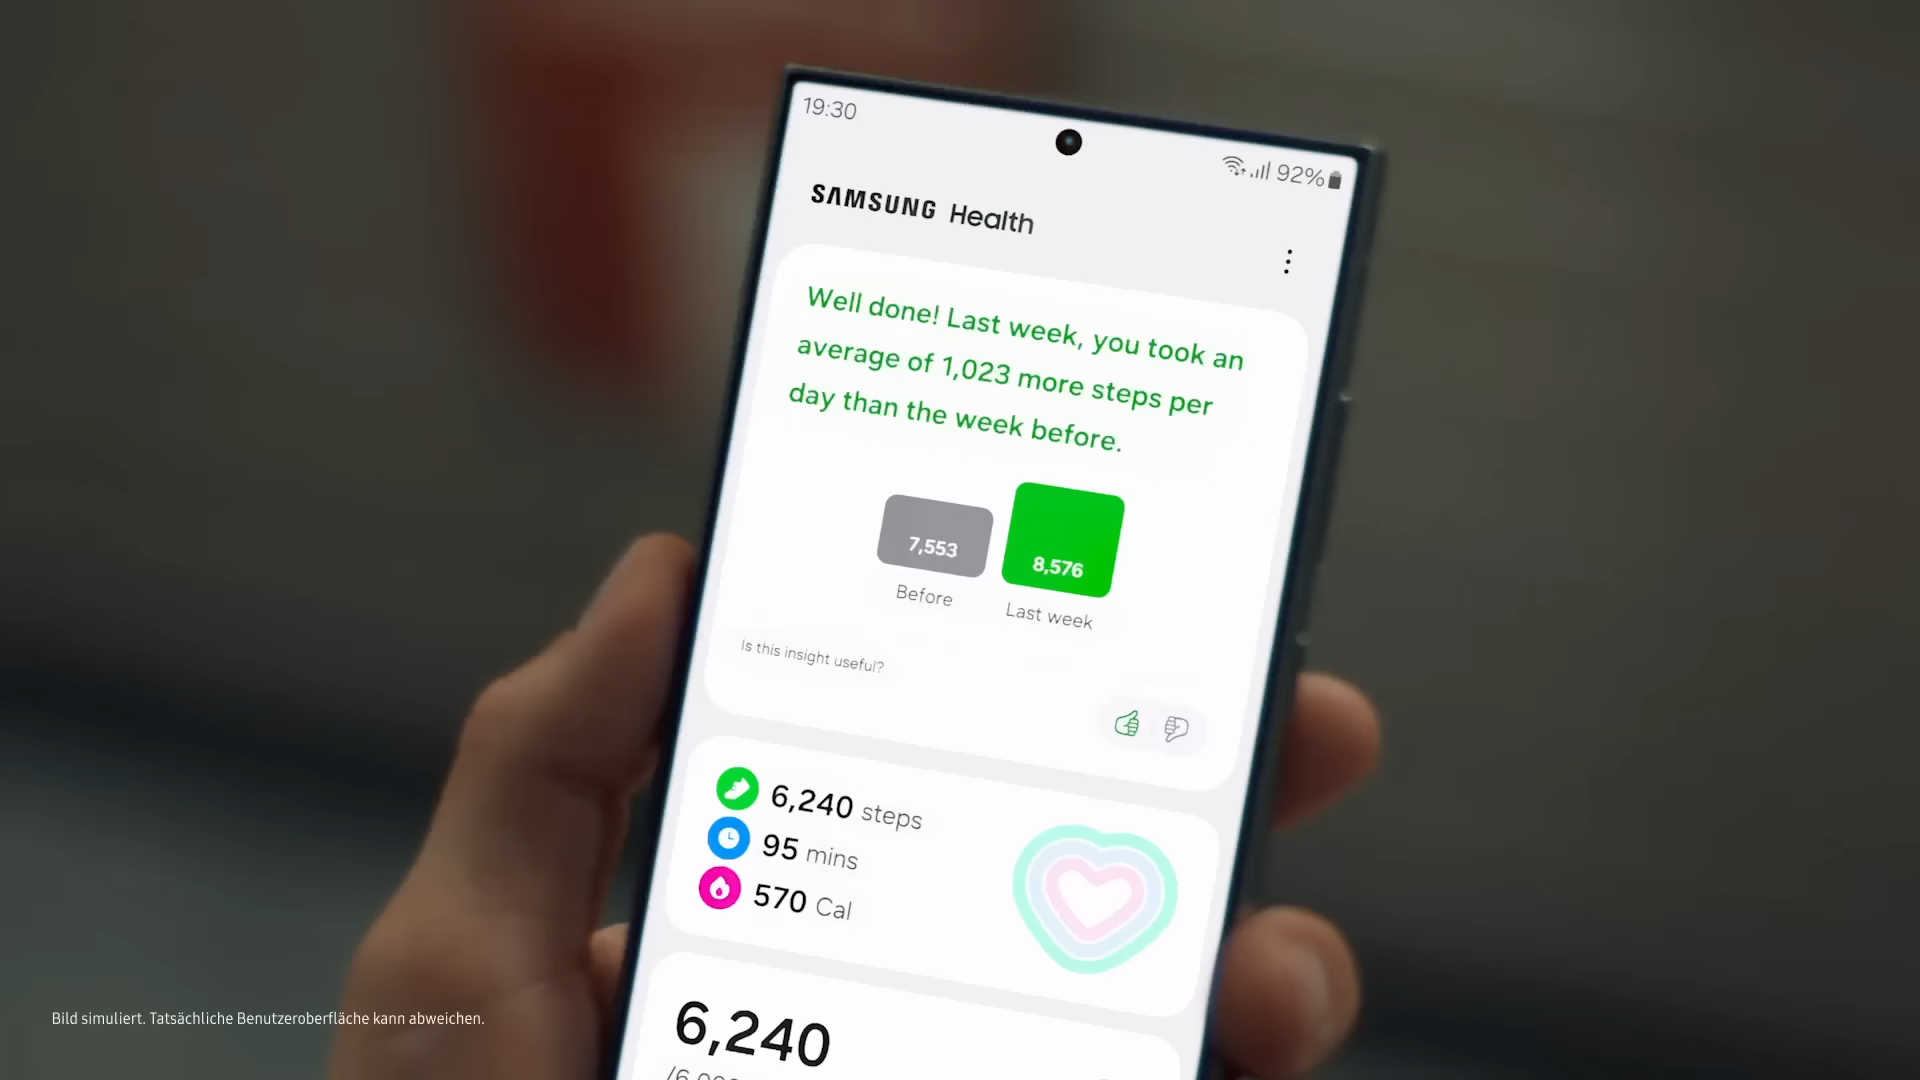 19:30
92%
SAMSUNG Health
Well done! Last week, you took an
average of 1,023 more steps per
day than the week before.
7,553
8,576
Before
Last week
Is this insight useful?
6,240 steps
95 mins
570 Cal
6,240
Bild simuliert. Tatsächliche Benutzeroberfläche kann abweichen.